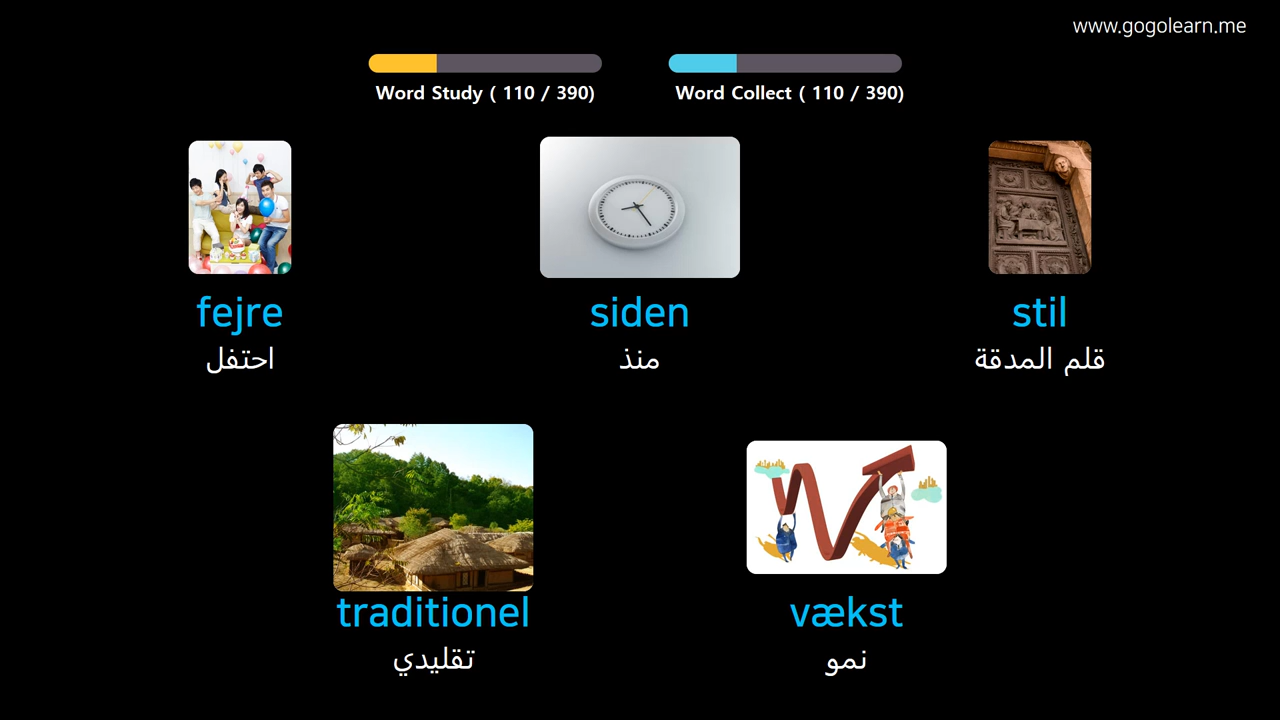 www.gogolearn.me
Word Study ( 110 / 390)
Word Collect ( 110 / 390)
fejre
احتفل
siden
منذ
stil
قلم المدقة
traditionel
تقليدي
vækst
نمو